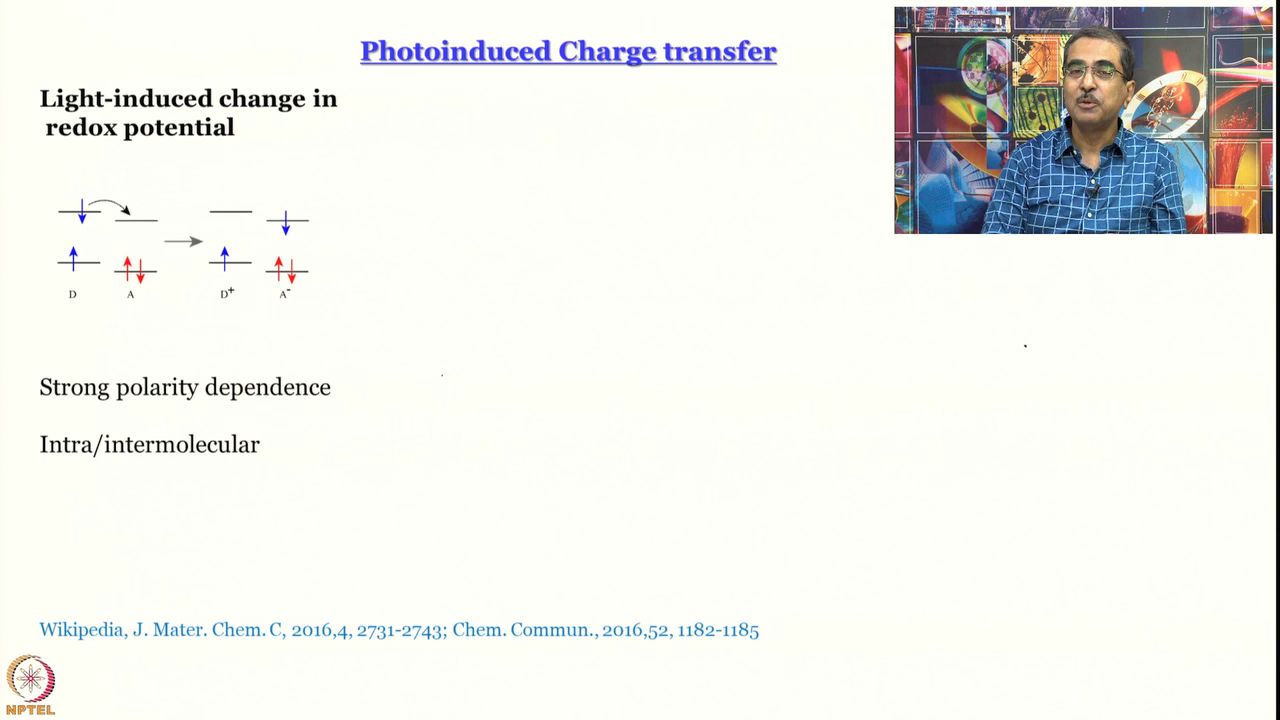 Photoinduced Charge transfer
Light-induced change in
redox potential
D A D+ A-
Strong polarity dependence
Intra/intermolecular
Wikipedia, J. Mater. Chem. C, 2016,4, 2731-2743; Chem. Commun., 2016,52, 1182-1185
NPTEL